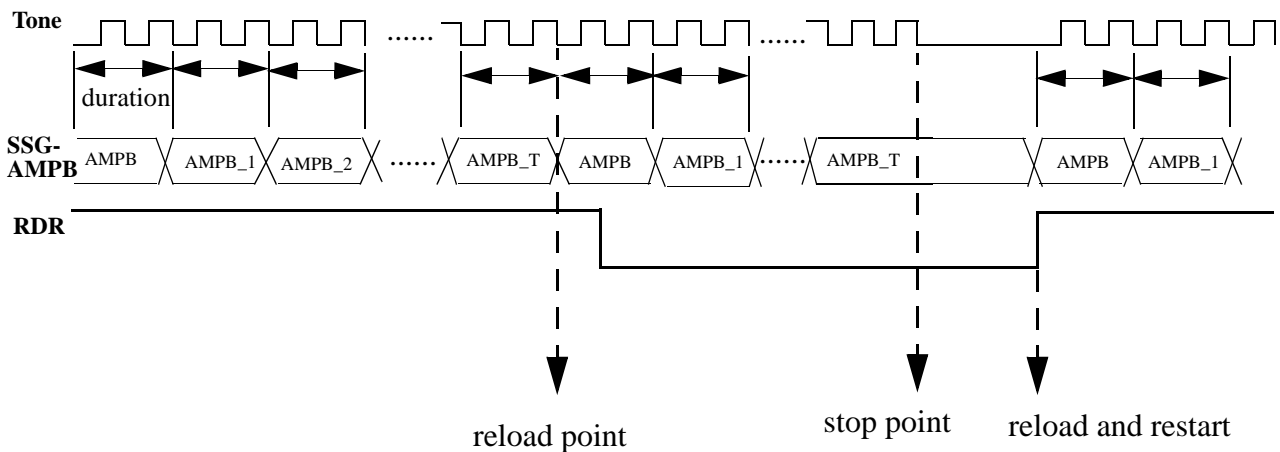 Tone
......
......
duration
SSG-
AMPB
AMPB
AMPB_1
AMPB_2
......
AMPB_T
AMPB
AMPB_1
......
AMPB_T
AMPB
AMPB_1
RDR
reload point
stop point
reload and restart